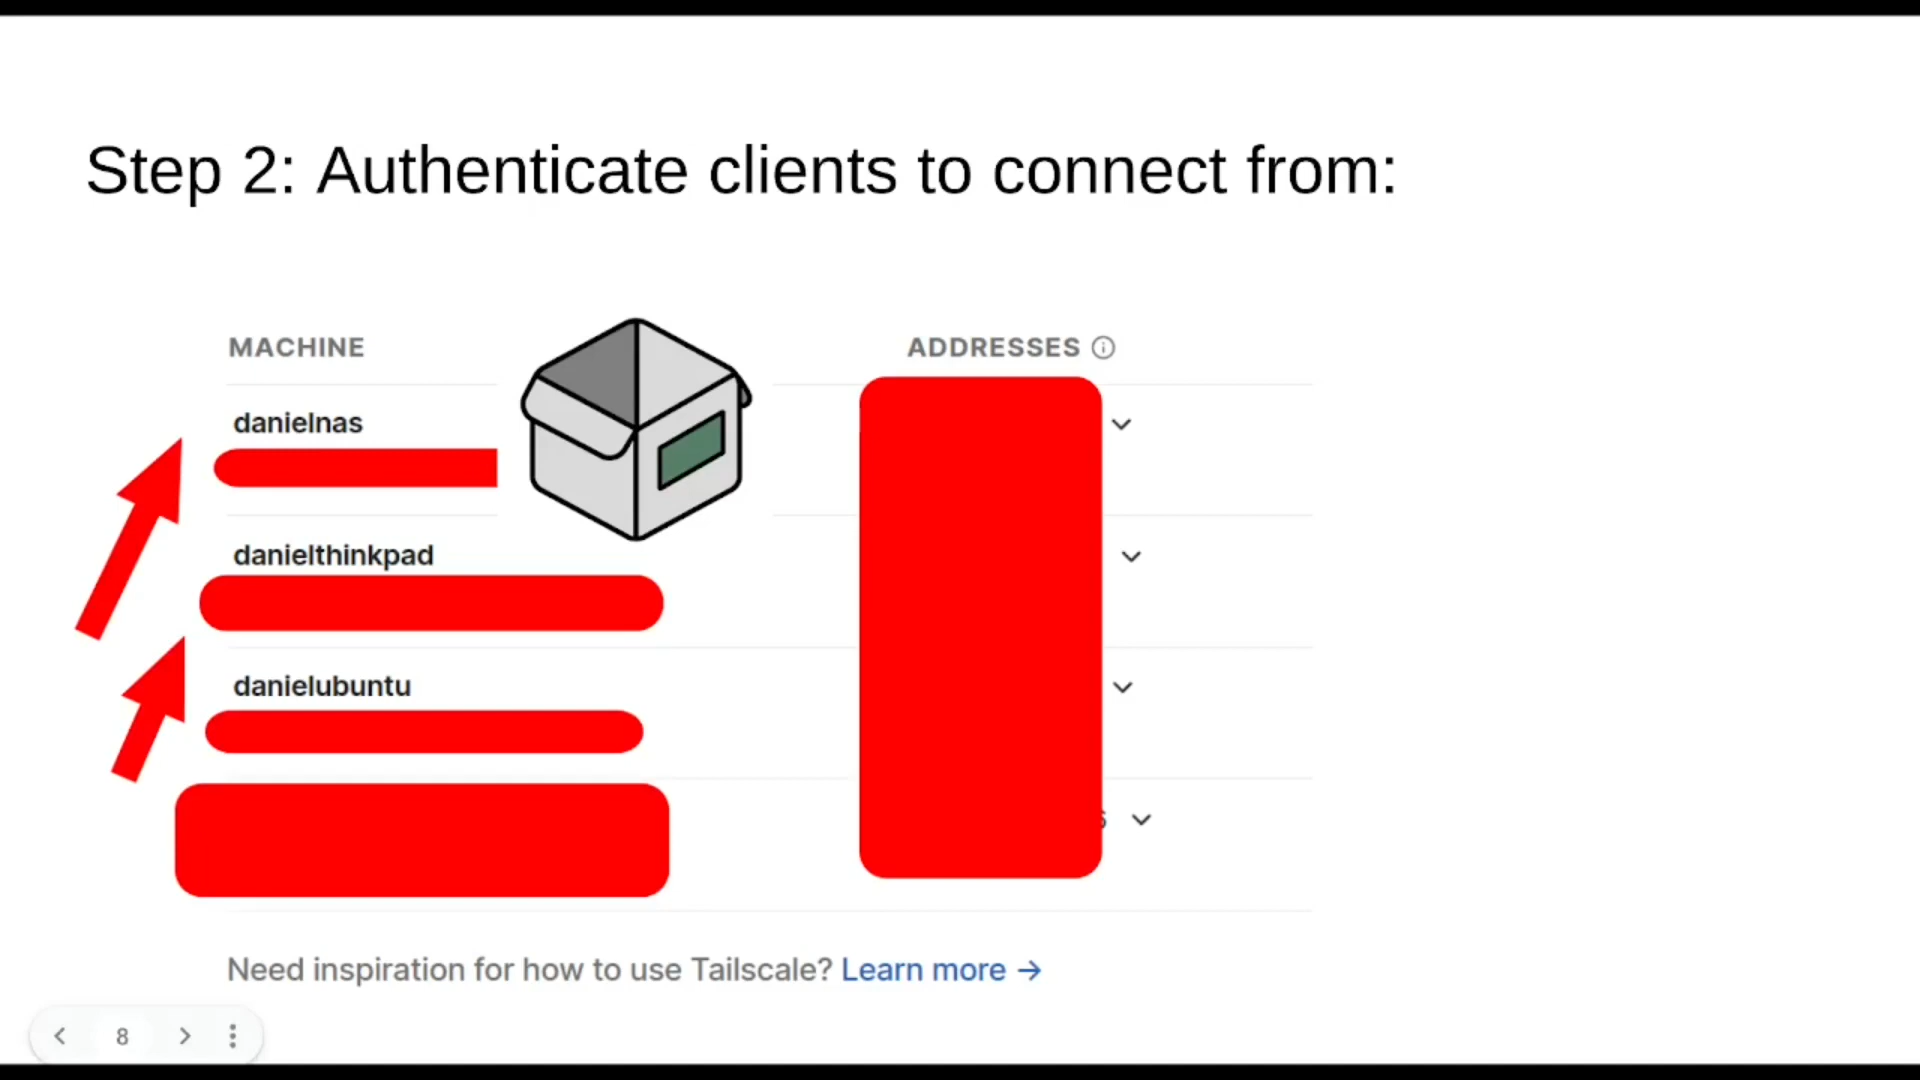 Step 2: Authenticate clients to connect from:
MACHINE
ADDRESSES
danielnas
danielthinkpad
danielubuntu
Need inspiration for how to use Tailscale? Learn more →
8